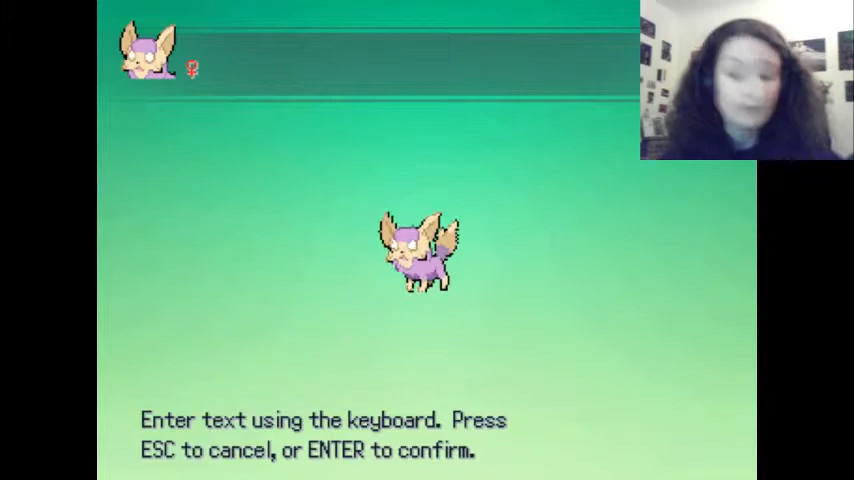 Enter text using the keyboard. Press
ESC to cancel, or ENTER to confirm.